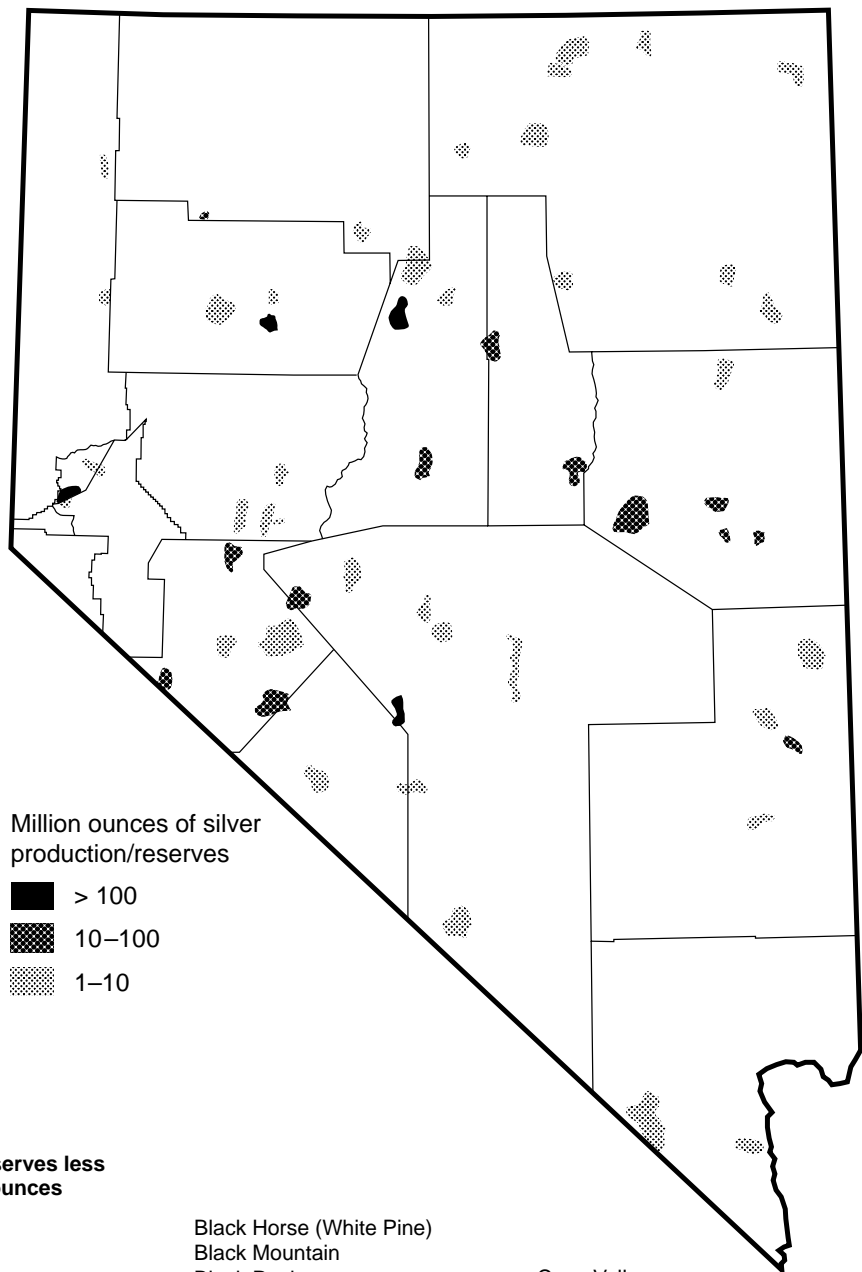 Million ounces of silver
production/reserves
> 100
10–100
1–10
serves less
ounces
Black Horse (White Pine)
Black Mountain